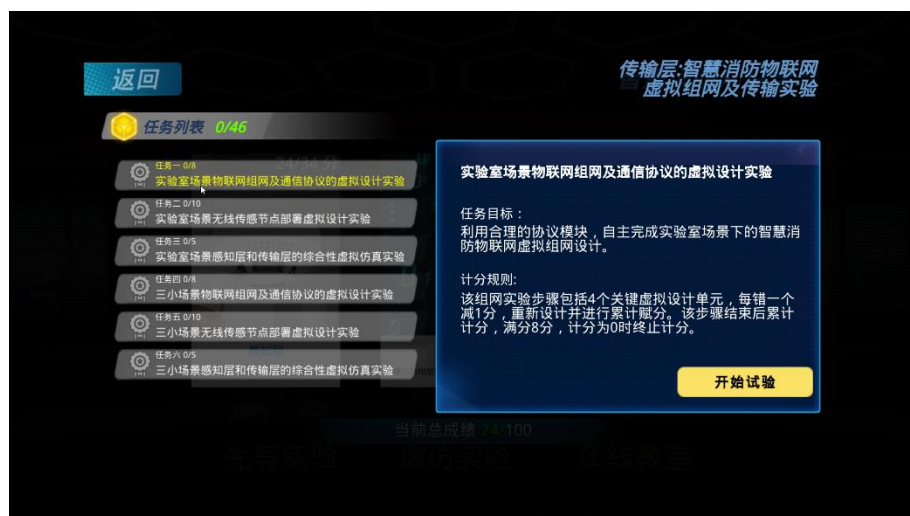 返回
传输层:智慧消防物联网
虚拟组网及传输实验
任务列表 0/46
任务一 0/8
实验室场景物联网组网及通信协议的虚拟设计实验
任务二 0/10
实验室场景无线传感节点部署虚拟设计实验
任务三 0/5
实验室场景感知层和传输层的综合性虚拟仿真实验
任务四 0/8
三小场景物联网组网及通信协议的虚拟设计实验
任务五 0/10
三小场景无线传感节点部署虚拟设计实验
任务六 0/5
三小场景感知层和传输层的综合性虚拟仿真实验
实验室场景物联网组网及通信协议的虚拟设计实验
任务目标：
利用合理的协议模块，自主完成实验室场景下的智慧消
防物联网虚拟组网设计。
计分规则:
该组网实验步骤包括4个关键虚拟设计单元，每错一个
减1分，重新设计并进行累计赋分。该步骤结束后累计
计分，满分8分，计分为0时终止计分。
开始试验
当前总成绩 24/100
先导实验 虚仿实验 在线教室